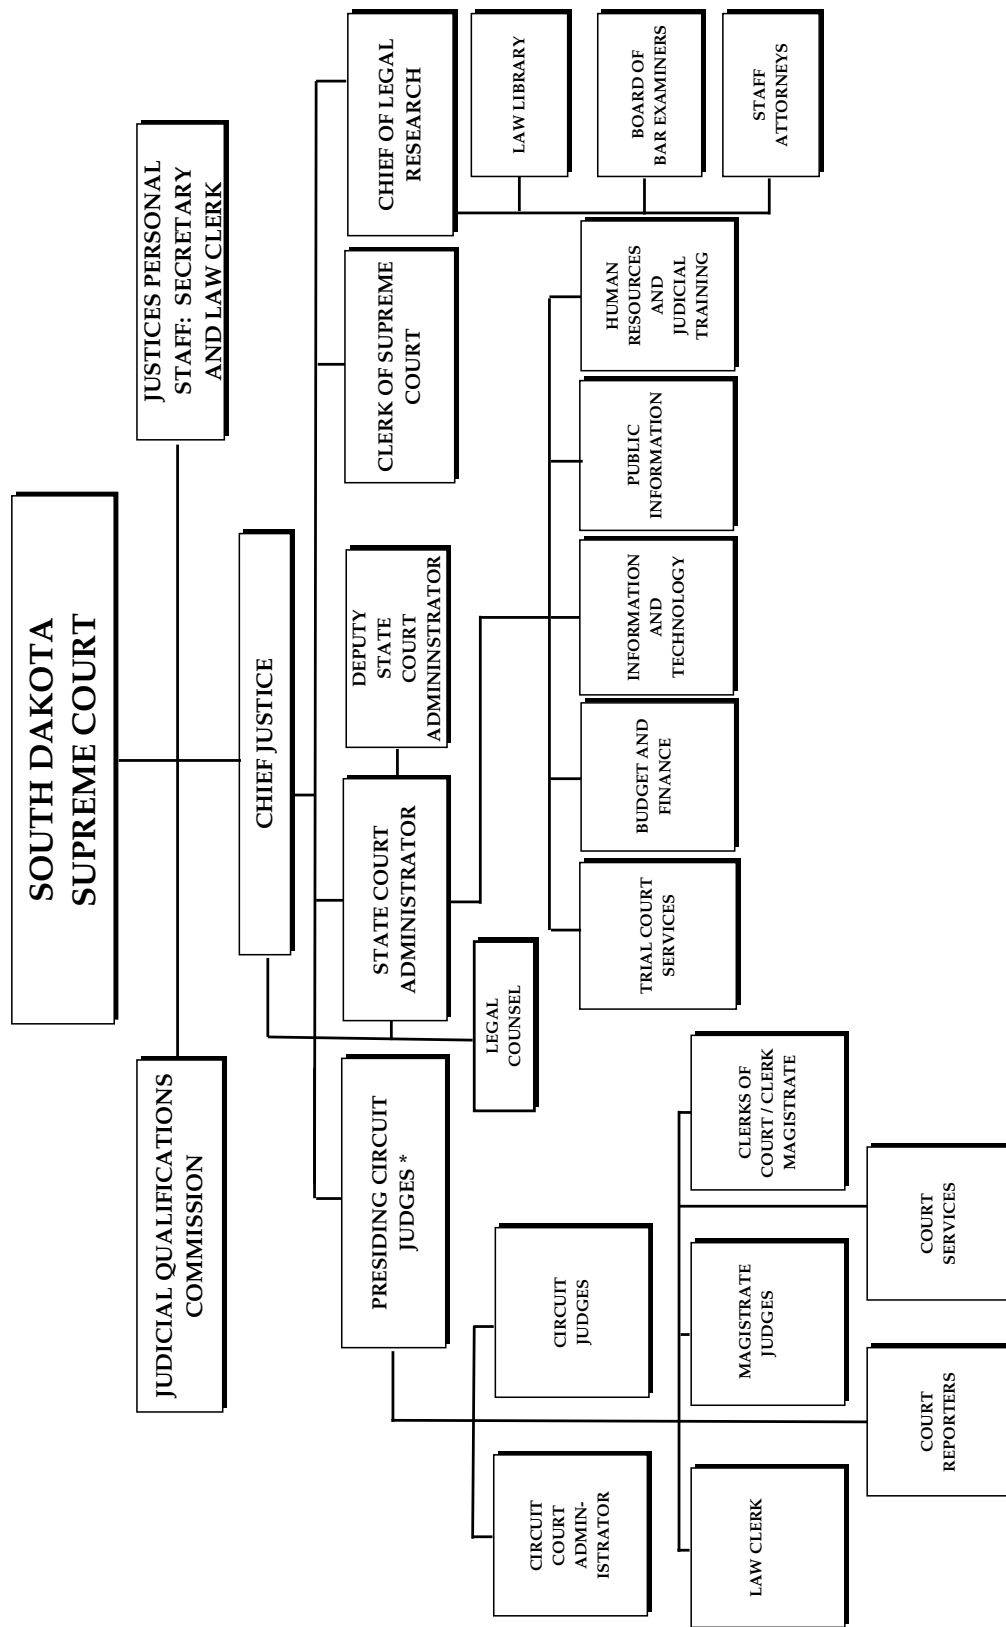 SOUTH DAKOTA
SUPREME COURT
JUDICIAL QUALIFICATIONS
COMMISSION
JUSTICES PERSONAL
STAFF: SECRETARY
AND LAW CLERK
CHIEF JUSTICE
PRESIDING CIRCUIT
JUDGES *
STATE COURT
ADMINISTRATOR
DEPUTY
STATE
COURT
ADMININSTRATOR
CLERK OF SUPREME
COURT
CHIEF OF LEGAL
RESEARCH
LEGAL
COUNSEL
LAW LIBRARY
BOARD OF
BAR EXAMINERS
STAFF
ATTORNEYS
CIRCUIT
COURT
ADMIN-
ISTRATOR
CIRCUIT
JUDGES
TRIAL COURT
SERVICES
BUDGET AND
FINANCE
INFORMATION
AND
TECHNOLOGY
PUBLIC
INFORMATION
HUMAN
RESOURCES
AND
JUDICIAL
TRAINING
LAW CLERK
MAGISTRATE
JUDGES
CLERKS OF
COURT / CLERK
MAGISTRATE
COURT
REPORTERS
COURT
SERVICES